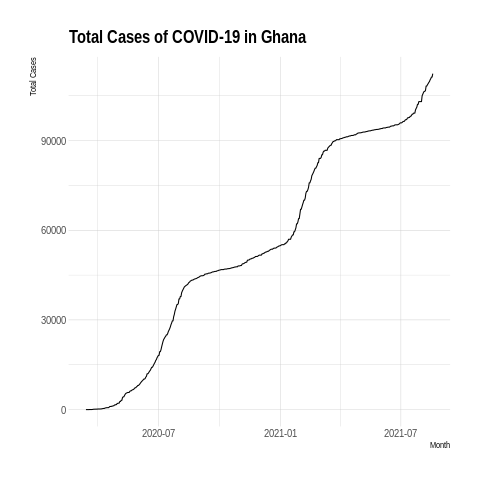 Total Cases of COVID-19 in Ghana
Total Cases
90000
60000
30000
0
2020-07
2021-01
2021-07
Month